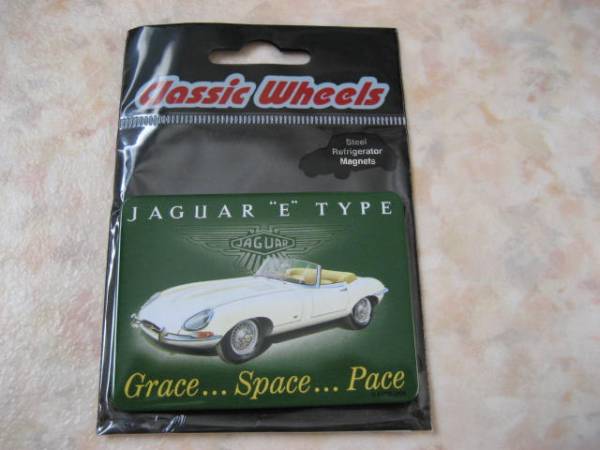 Classic Wheels
Steel
Refrigerator
Magnets
JAGUAR "E" TYPE
JAGUAR
Grace... Space... Pace